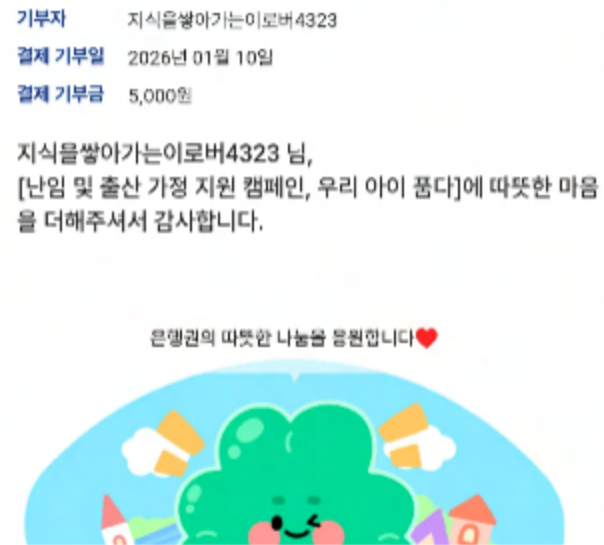 기부자 지식을쌓아가는이로버4323
결제 기부일 2026년 01월 10일
결제 기부금 5,000원
지식을쌓아가는이로버4323 님,
[난임 및 출산 가정 지원 캠페인, 우리 아이 품다]에 따뜻한 마음
을 더해주셔서 감사합니다.
은행권의 따뜻한 나눔을 응원합니다❤️